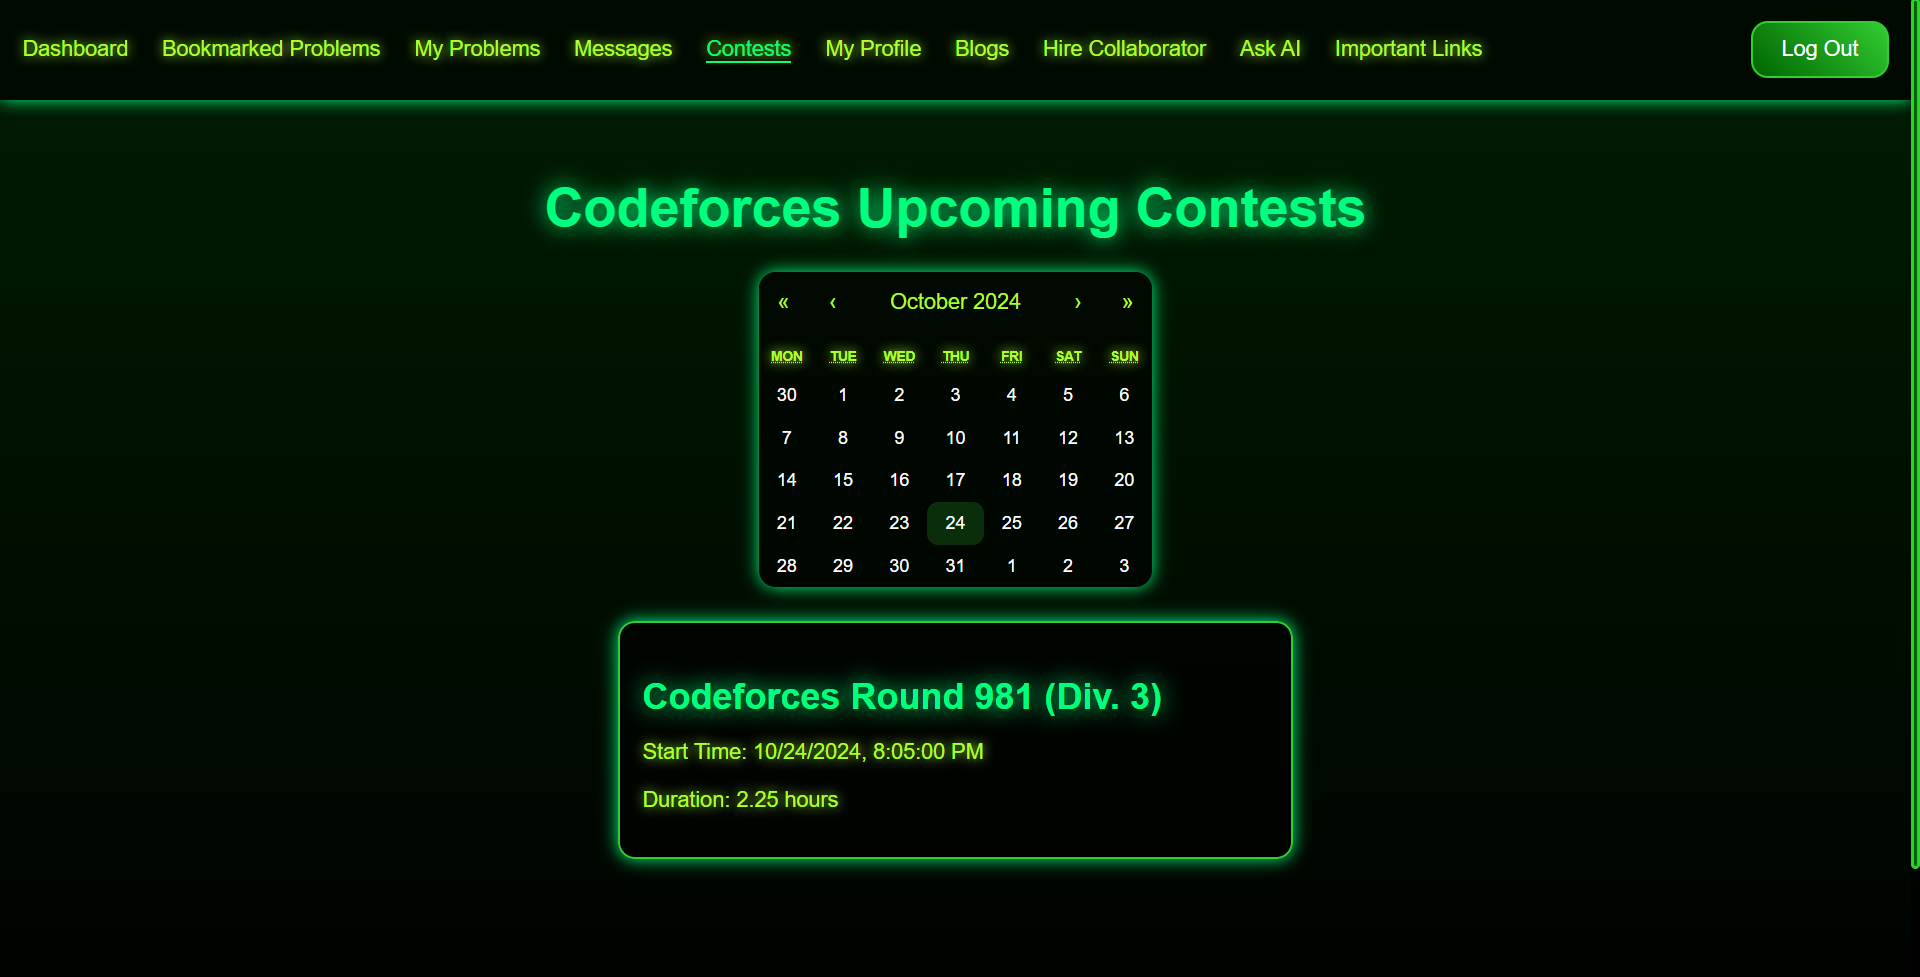 Dashboard Bookmarked Problems My Problems Messages Contests My Profile Blogs Hire Collaborator Ask AI Important Links Log Out
Codeforces Upcoming Contests
« ‹ October 2024 › »
MON TUE WED THU FRI SAT SUN
30 1 2 3 4 5 6
7 8 9 10 11 12 13
14 15 16 17 18 19 20
21 22 23 24 25 26 27
28 29 30 31 1 2 3
Codeforces Round 981 (Div. 3)
Start Time: 10/24/2024, 8:05:00 PM
Duration: 2.25 hours